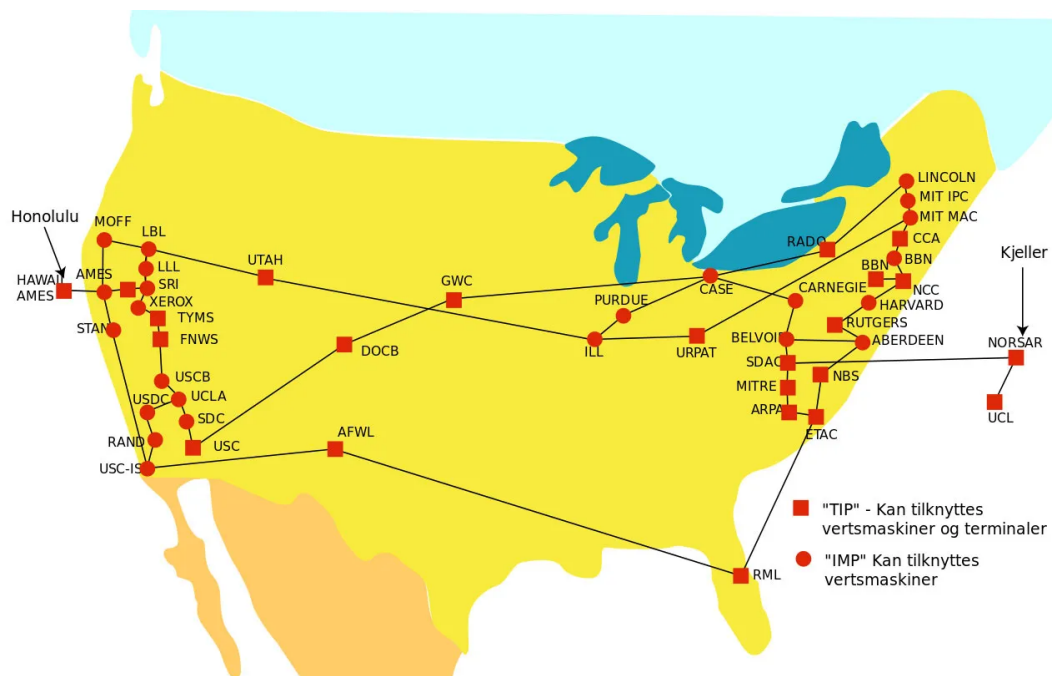 Honolulu
MOFF
LBL
LLL
HAWAII
AMES
AMES
SRI
XEROX
TYMS
STAN
FNWS
USCB
USDC
UCLA
SDC
RAND
USC
USC-IS
UTAH
GWC
DOCB
AFWL
PURDUE
ILL
URPAT
CASE
RADC
LINCOLN
MIT IPC
MIT MAC
CCA
BBN
BBN
NCC
CARNEGIE
HARVARD
RUTGERS
BELVOIR
ABERDEEN
SDAC
NBS
MITRE
ARPA
ETAC
RML
Kjeller
NORSAR
UCL
"TIP" - Kan tilknyttes
vertsmaskiner og terminaler
"IMP" Kan tilknyttes
vertsmaskiner